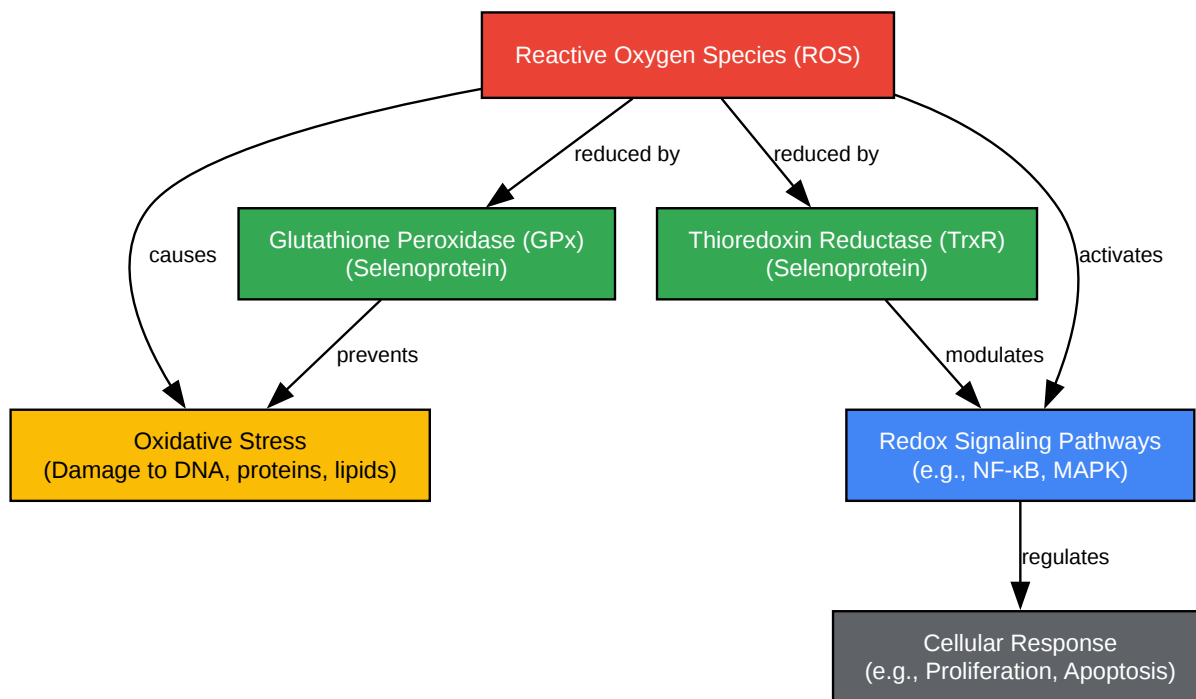 Reactive Oxygen Species (ROS)
reduced by
reduced by
Glutathione Peroxidase (GPx)
(Selenoprotein)
Thioredoxin Reductase (TrxR)
(Selenoprotein)
causes
activates
prevents
modulates
Oxidative Stress
(Damage to DNA, proteins, lipids)
Redox Signaling Pathways
(e.g., NF-κB, MAPK)
regulates
Cellular Response
(e.g., Proliferation, Apoptosis)